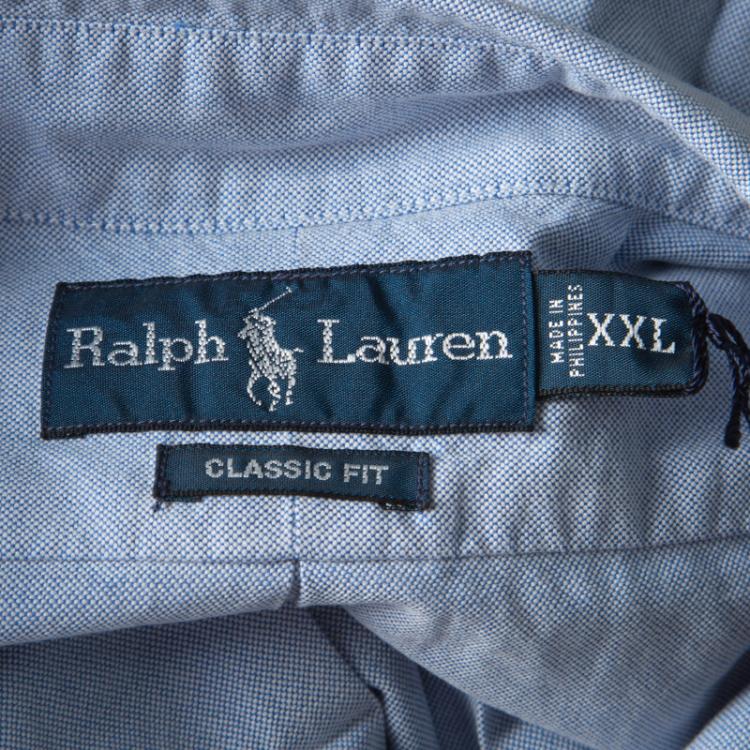 Ralph Lauren
MADE IN
PHILIPPINES
XXL
CLASSIC FIT